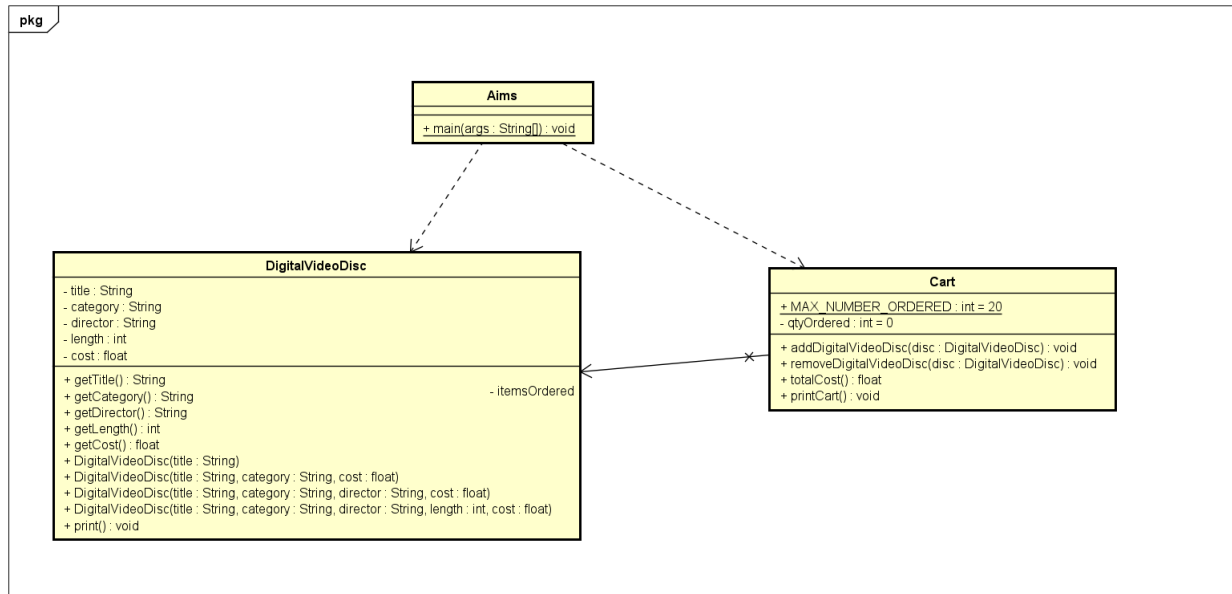 pkg
Aims
+ main(args : String[]) : void
DigitalVideoDisc
- title : String
- category : String
- director : String
- length : int
- cost : float
+ getTitle() : String
+ getCategory() : String
+ getDirector() : String
+ getLength() : int
+ getCost() : float
+ DigitalVideoDisc(title : String)
+ DigitalVideoDisc(title : String, category : String, cost : float)
+ DigitalVideoDisc(title : String, category : String, director : String, cost : float)
+ DigitalVideoDisc(title : String, category : String, director : String, length : int, cost : float)
+ print() : void
- itemsOrdered
Cart
+ MAX_NUMBER_ORDERED : int = 20
- qtyOrdered : int = 0
+ addDigitalVideoDisc(disc : DigitalVideoDisc) : void
+ removeDigitalVideoDisc(disc : DigitalVideoDisc) : void
+ totalCost() : float
+ printCart() : void